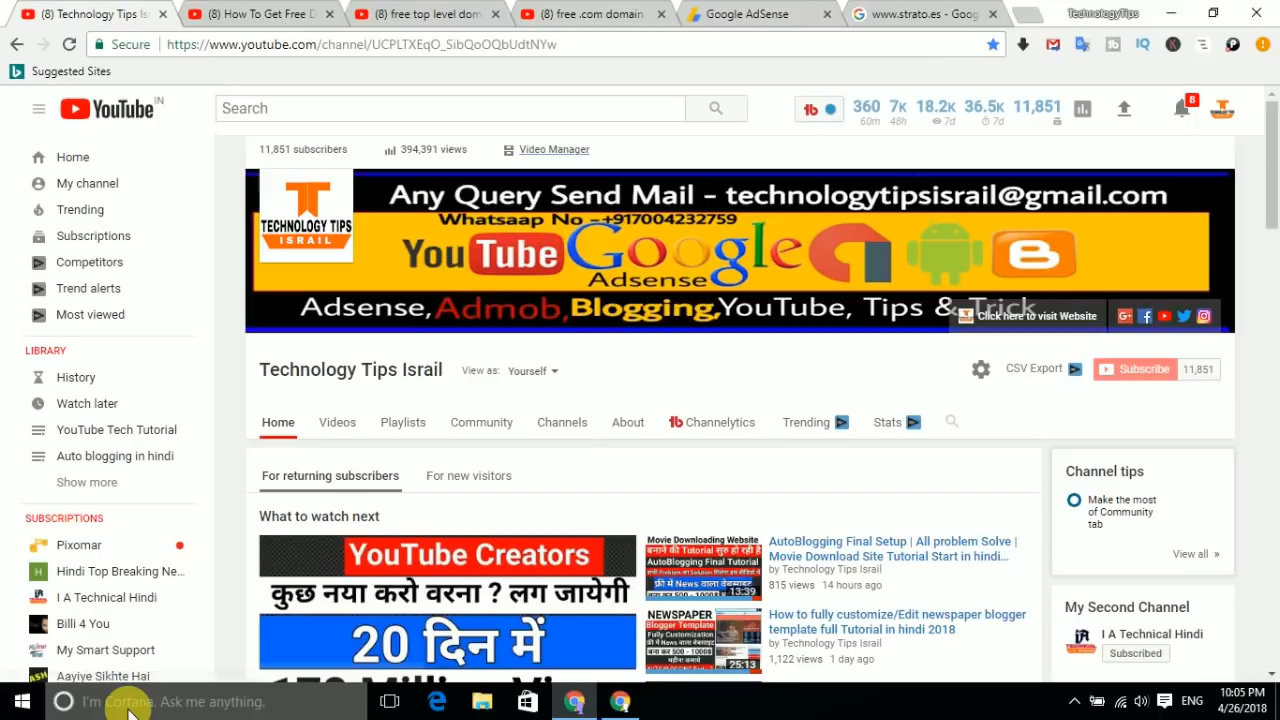 (8) Technology Tips Is
(8) How To Get Free D
(8) free top level dom
(8) free .com domain
Google AdSense
www.strato.es - Goog
TechnologyTips
Secure
https://www.youtube.com/channel/UCPLTXEqO_SibQoOQbUdtNYw
Suggested Sites
YouTube IN
Search
360 7K 18.2K 36.5K 11,851
60m 48h 7d 7d
8
Home
My channel
Trending
Subscriptions
Competitors
Trend alerts
Most viewed
LIBRARY
History
Watch later
YouTube Tech Tutorial
Auto blogging in hindi
Show more
SUBSCRIPTIONS
Pixomar
Hindi Top Breaking Ne...
I A Technical Hindi
Billi 4 You
My Smart Support
Aayiye Sikhte Hai
11,851 subscribers
394,391 views
Video Manager
Any Query Send Mail - technologytipsisrail@gmail.com
Whatsaap No -+917004232759
TECHNOLOGY TIPS
ISRAIL
YouTube Google
Adsense
Adsense,Admob,Blogging,YouTube, Tips & Trick
Click here to visit Website
Technology Tips Israil
View as: Yourself
CSV Export
Subscribe 11,851
Home
Videos
Playlists
Community
Channels
About
Channelytics
Trending
Stats
For returning subscribers
For new visitors
What to watch next
YouTube Creators
कुछ नया करो वरना ? लग जायेगी
20 दिन में
Movie Downloading Website
AutoBlogging Final Tutorial
13:39
AutoBlogging Final Setup | All problem Solve |
Movie Download Site Tutorial Start in hindi...
by Technology Tips Israil
815 views 14 hours ago
NEWSPAPER
Blogger Template
Fully Customization
25:13
How to fully customize/Edit newspaper blogger
template full Tutorial in hindi 2018
by Technology Tips Israil
1,122 views 1 day ago
Channel tips
Make the most
of Community
tab
View all »
My Second Channel
I A Technical Hindi
Subscribed
I'm Cortana. Ask me anything.
ENG
10:05 PM
4/26/2018